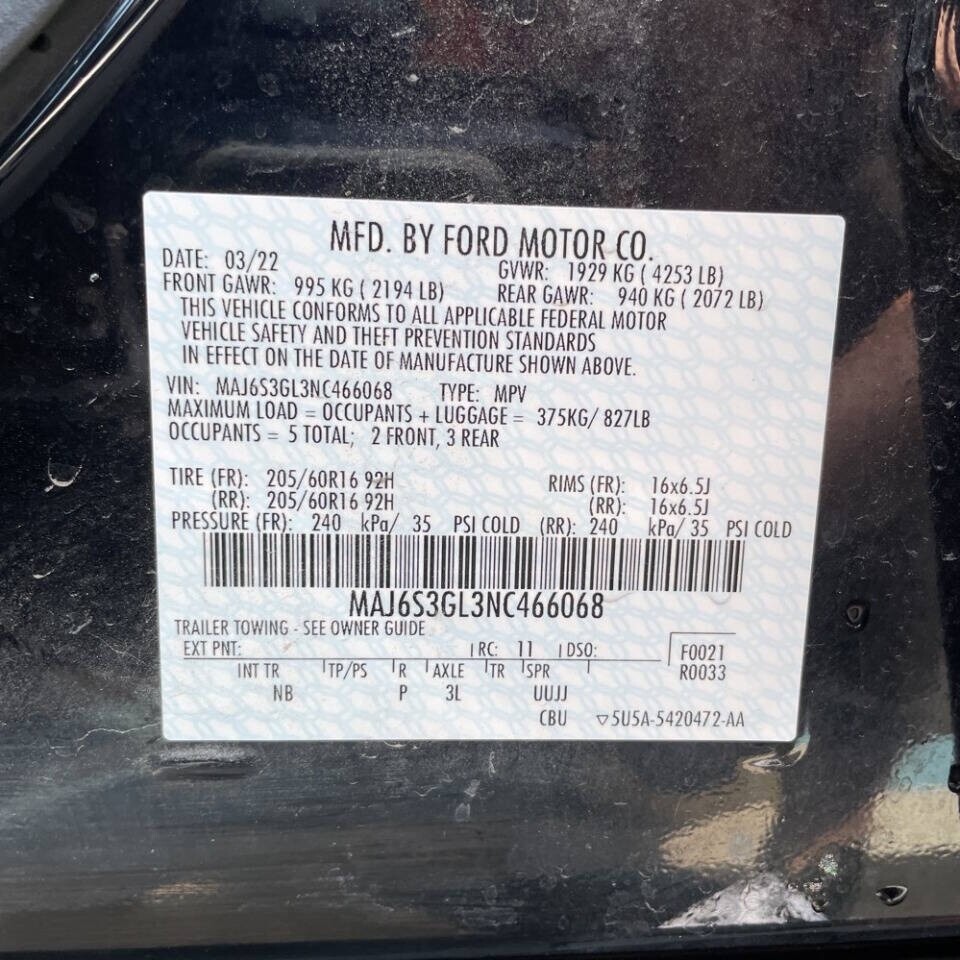 MFD. BY FORD MOTOR CO.
DATE: 03/22 GVWR: 1929 KG ( 4253 LB)
FRONT GAWR: 995 KG ( 2194 LB) REAR GAWR: 940 KG ( 2072 LB)
THIS VEHICLE CONFORMS TO ALL APPLICABLE FEDERAL MOTOR
VEHICLE SAFETY AND THEFT PREVENTION STANDARDS
IN EFFECT ON THE DATE OF MANUFACTURE SHOWN ABOVE.
VIN: MAJ6S3GL3NC466068 TYPE: MPV
MAXIMUM LOAD = OCCUPANTS + LUGGAGE = 375KG/ 827LB
OCCUPANTS = 5 TOTAL; 2 FRONT, 3 REAR
TIRE (FR): 205/60R16 92H RIMS (FR): 16x6.5J
(RR): 205/60R16 92H (RR): 16x6.5J
PRESSURE (FR): 240 kPa/ 35 PSI COLD (RR): 240 kPa/ 35 PSI COLD
MAJ6S3GL3NC466068
TRAILER TOWING - SEE OWNER GUIDE
EXT PNT: RC: 11 DSO: F0021
INT TR TP/PS R AXLE TR SPR R0033
NB P 3L UUJJ
CBU ▽5U5A-5420472-AA